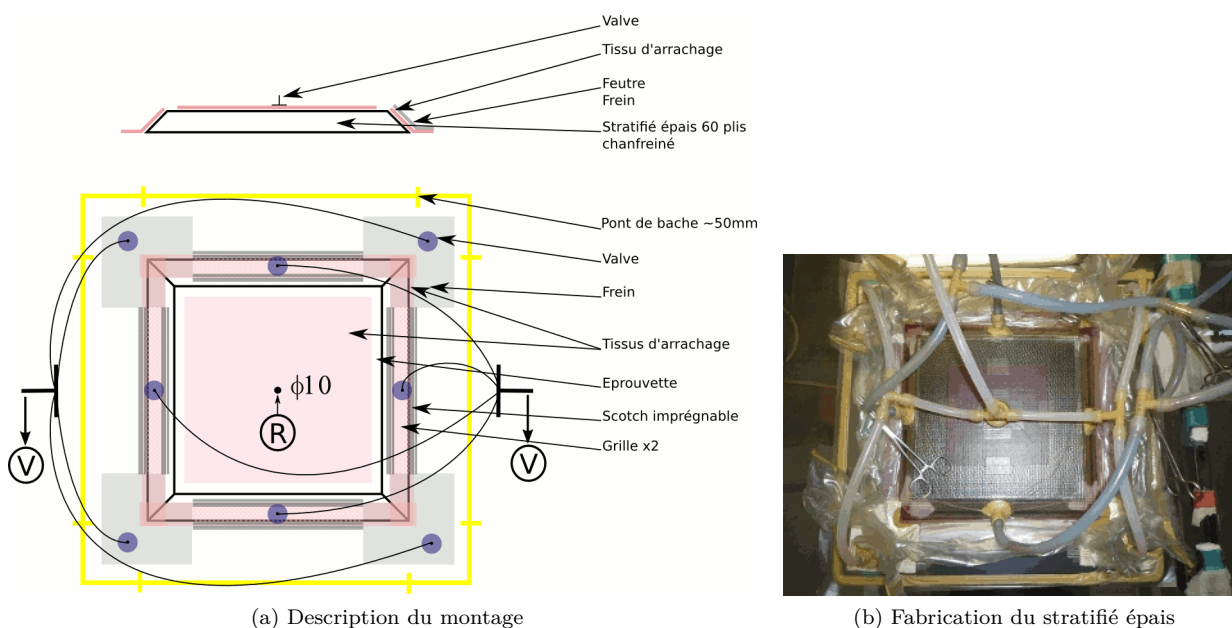 Valve
Tissu d'arrachage
Feutre
Frein
Stratifié épais 60 plis
chanfreiné
Pont de bache ~50mm
Valve
Frein
Tissus d'arrachage
ϕ10
Eprouvette
Scotch imprégnable
R
Grille x2
V
V
(a) Description du montage
(b) Fabrication du stratifié épais